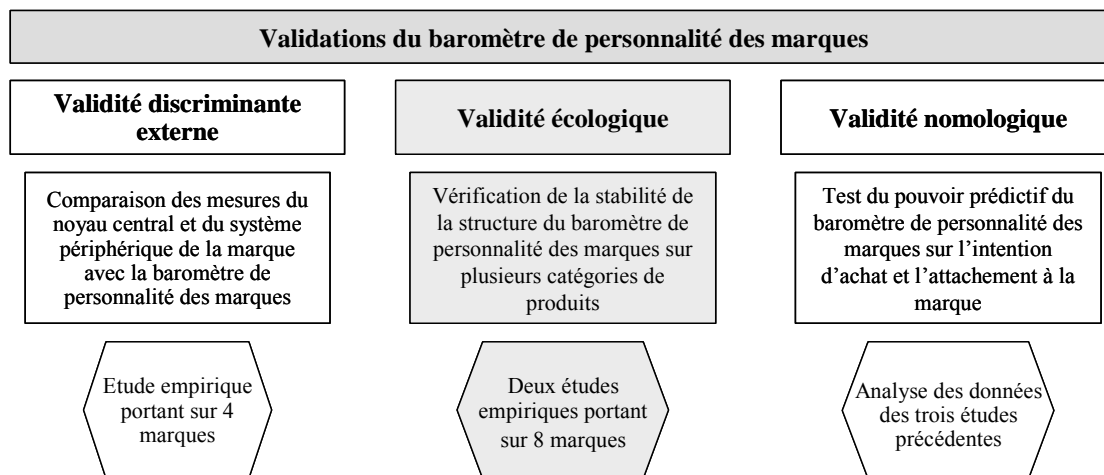 Validations du baromètre de personnalité des marques
Validité discriminante
externe
Comparaison des mesures du
noyau central et du système
périphérique de la marque
avec la baromètre de
personnalité des marques
Etude empirique
portant sur 4
marques
Validité écologique
Vérification de la stabilité de
la structure du baromètre de
personnalité des marques sur
plusieurs catégories de
produits
Deux études
empiriques portant
sur 8 marques
Validité nomologique
Test du pouvoir prédictif du
baromètre de personnalité des
marques sur l’intention
d’achat et l’attachement à la
marque
Analyse des données
des trois études
précédentes